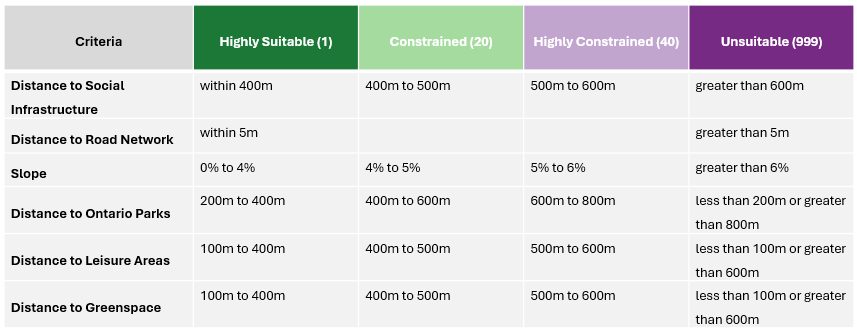 Criteria
Highly Suitable (1)
Constrained (20)
Highly Constrained (40)
Unsuitable (999)
Distance to Social
Infrastructure
within 400m
400m to 500m
500m to 600m
greater than 600m
Distance to Road Network
within 5m
greater than 5m
Slope
0% to 4%
4% to 5%
5% to 6%
greater than 6%
Distance to Ontario Parks
200m to 400m
400m to 600m
600m to 800m
less than 200m or greater
than 800m
Distance to Leisure Areas
100m to 400m
400m to 500m
500m to 600m
less than 100m or greater
than 600m
Distance to Greenspace
100m to 400m
400m to 500m
500m to 600m
less than 100m or greater
than 600m